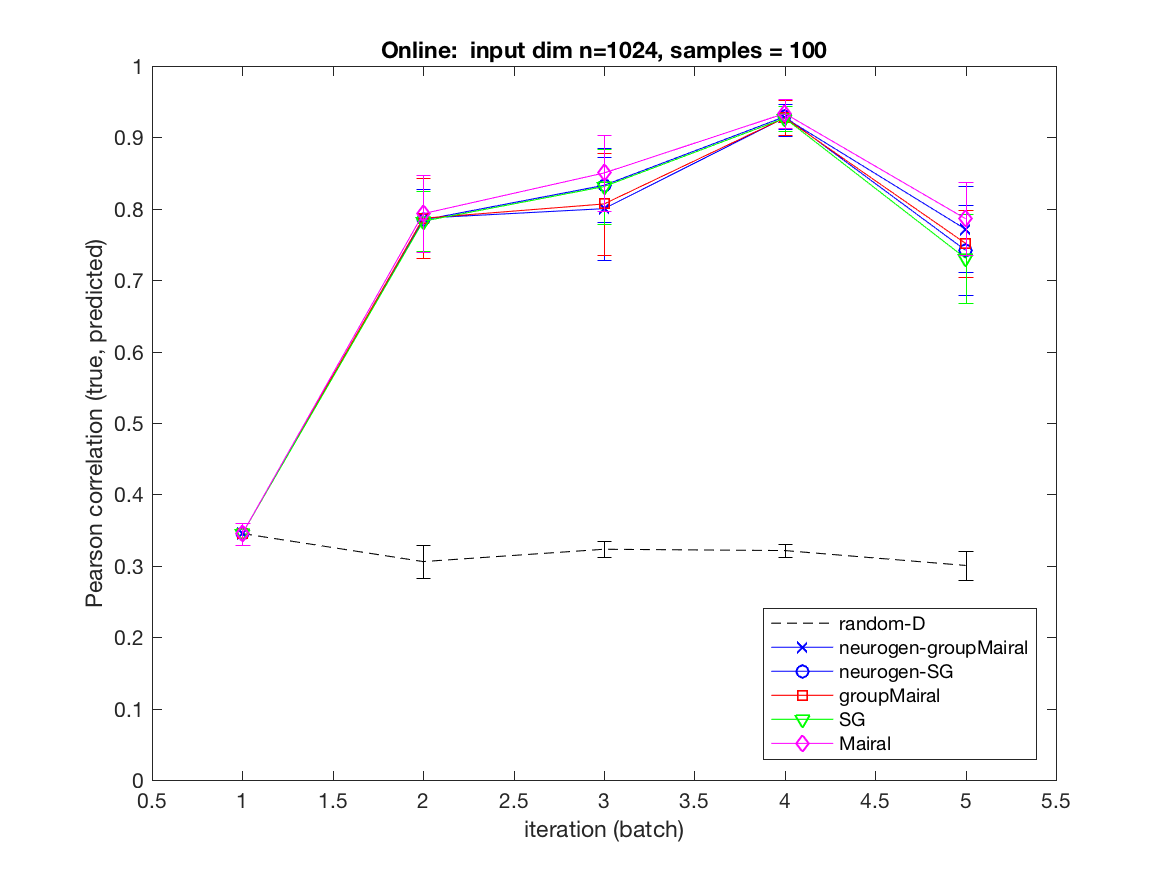 Online:  input dim n=1024, samples = 100
Pearson correlation (true, predicted)
1
0.9
0.8
0.7
0.6
0.5
0.4
0.3
0.2
0.1
0
random-D
neurogen-groupMairal
neurogen-SG
groupMairal
SG
Mairal
0.5 1 1.5 2 2.5 3 3.5 4 4.5 5 5.5
iteration (batch)